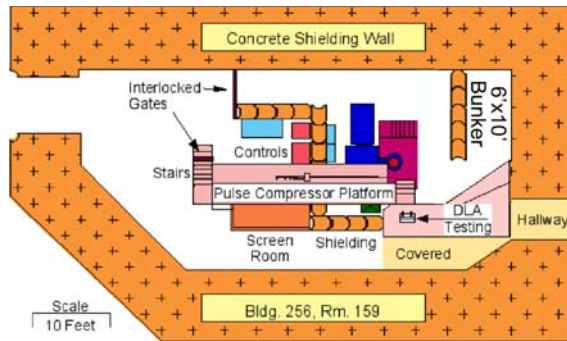 Concrete Shielding Wall
Interlocked
Gates
6'x10'
Bunker
Controls
Stairs
Pulse Compressor Platform
DLA
Testing
Hallway
Screen
Room
Shielding
Covered
Scale
10 Feet
Bldg. 256, Rm. 159